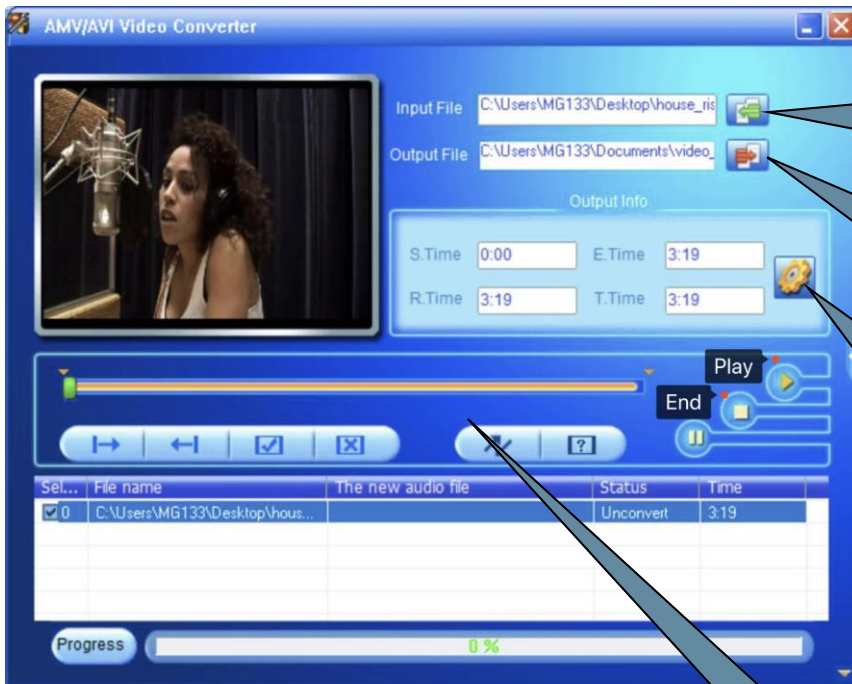 AMV/AVI Video Converter
Input File C:\Users\MG133\Desktop\house_ris
Output File C:\Users\MG133\Documents\video_
Output Info
S.Time 0:00 E.Time 3:19
R.Time 3:19 T.Time 3:19
Play
End
Sel... File name The new audio file Status Time
0 C:\Users\MG133\Desktop\hous... Unconvert 3:19
Progress 0 %